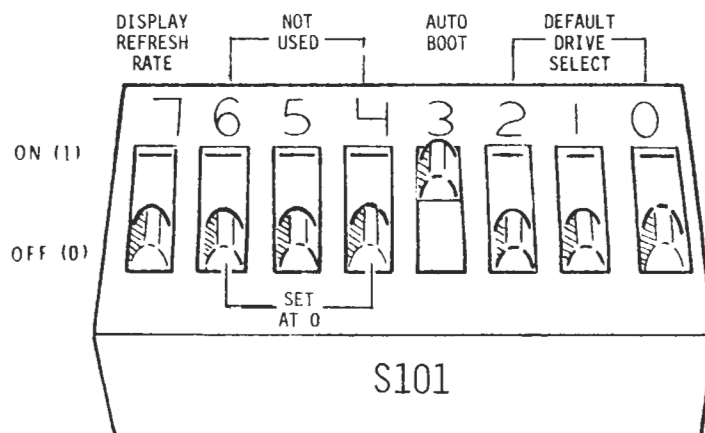 DISPLAY REFRESH RATE
NOT USED
AUTO BOOT
DEFAULT DRIVE SELECT
7 6 5 4 3 2 1 0
ON (1)
OFF (0)
SET AT 0
S101